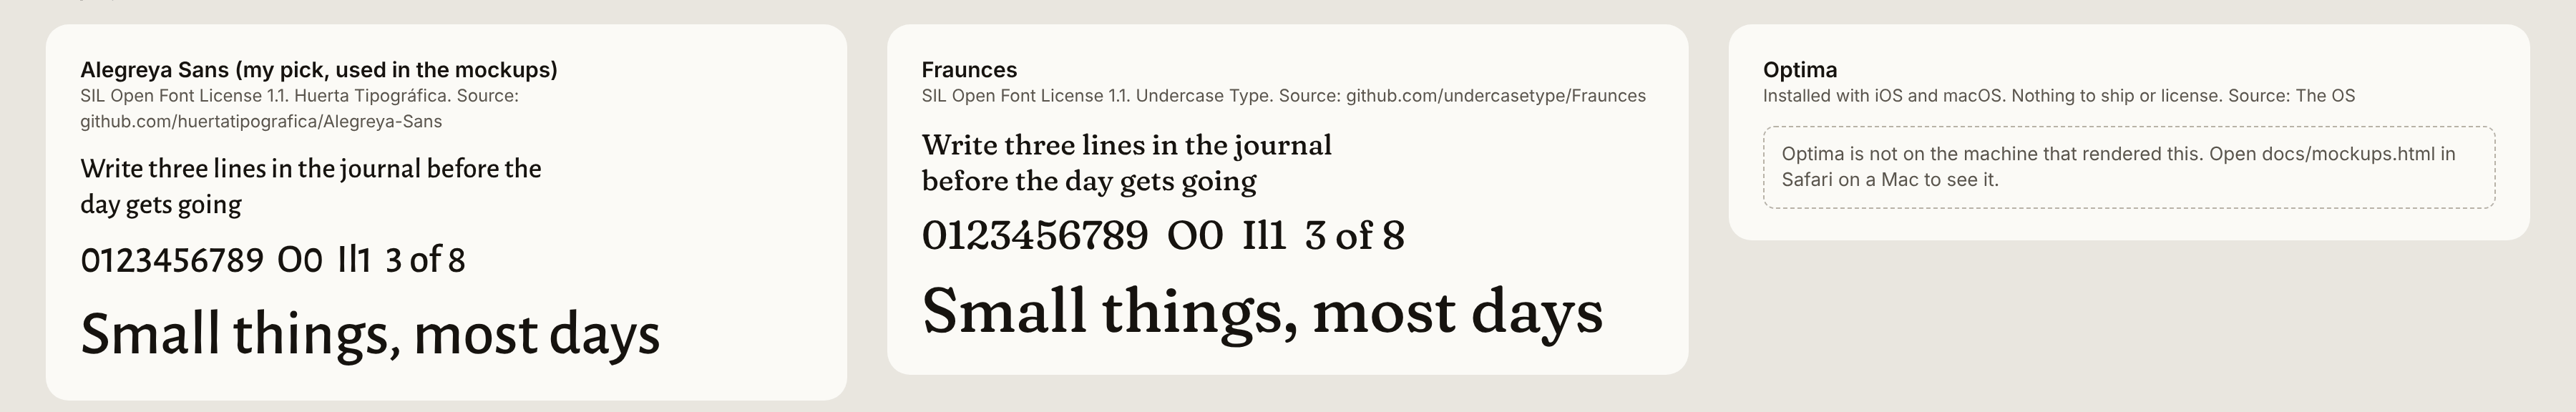 Alegreya Sans (my pick, used in the mockups)
SIL Open Font License 1.1. Huerta Tipográfica. Source:
github.com/huertatipografica/Alegreya-Sans
Write three lines in the journal before the
day gets going
0123456789 O0 Il1 3 of 8
Small things, most days
Fraunces
SIL Open Font License 1.1. Undercase Type. Source: github.com/undercasetype/Fraunces
Write three lines in the journal
before the day gets going
0123456789 O0 Il1 3 of 8
Small things, most days
Optima
Installed with iOS and macOS. Nothing to ship or license. Source: The OS
Optima is not on the machine that rendered this. Open docs/mockups.html in
Safari on a Mac to see it.